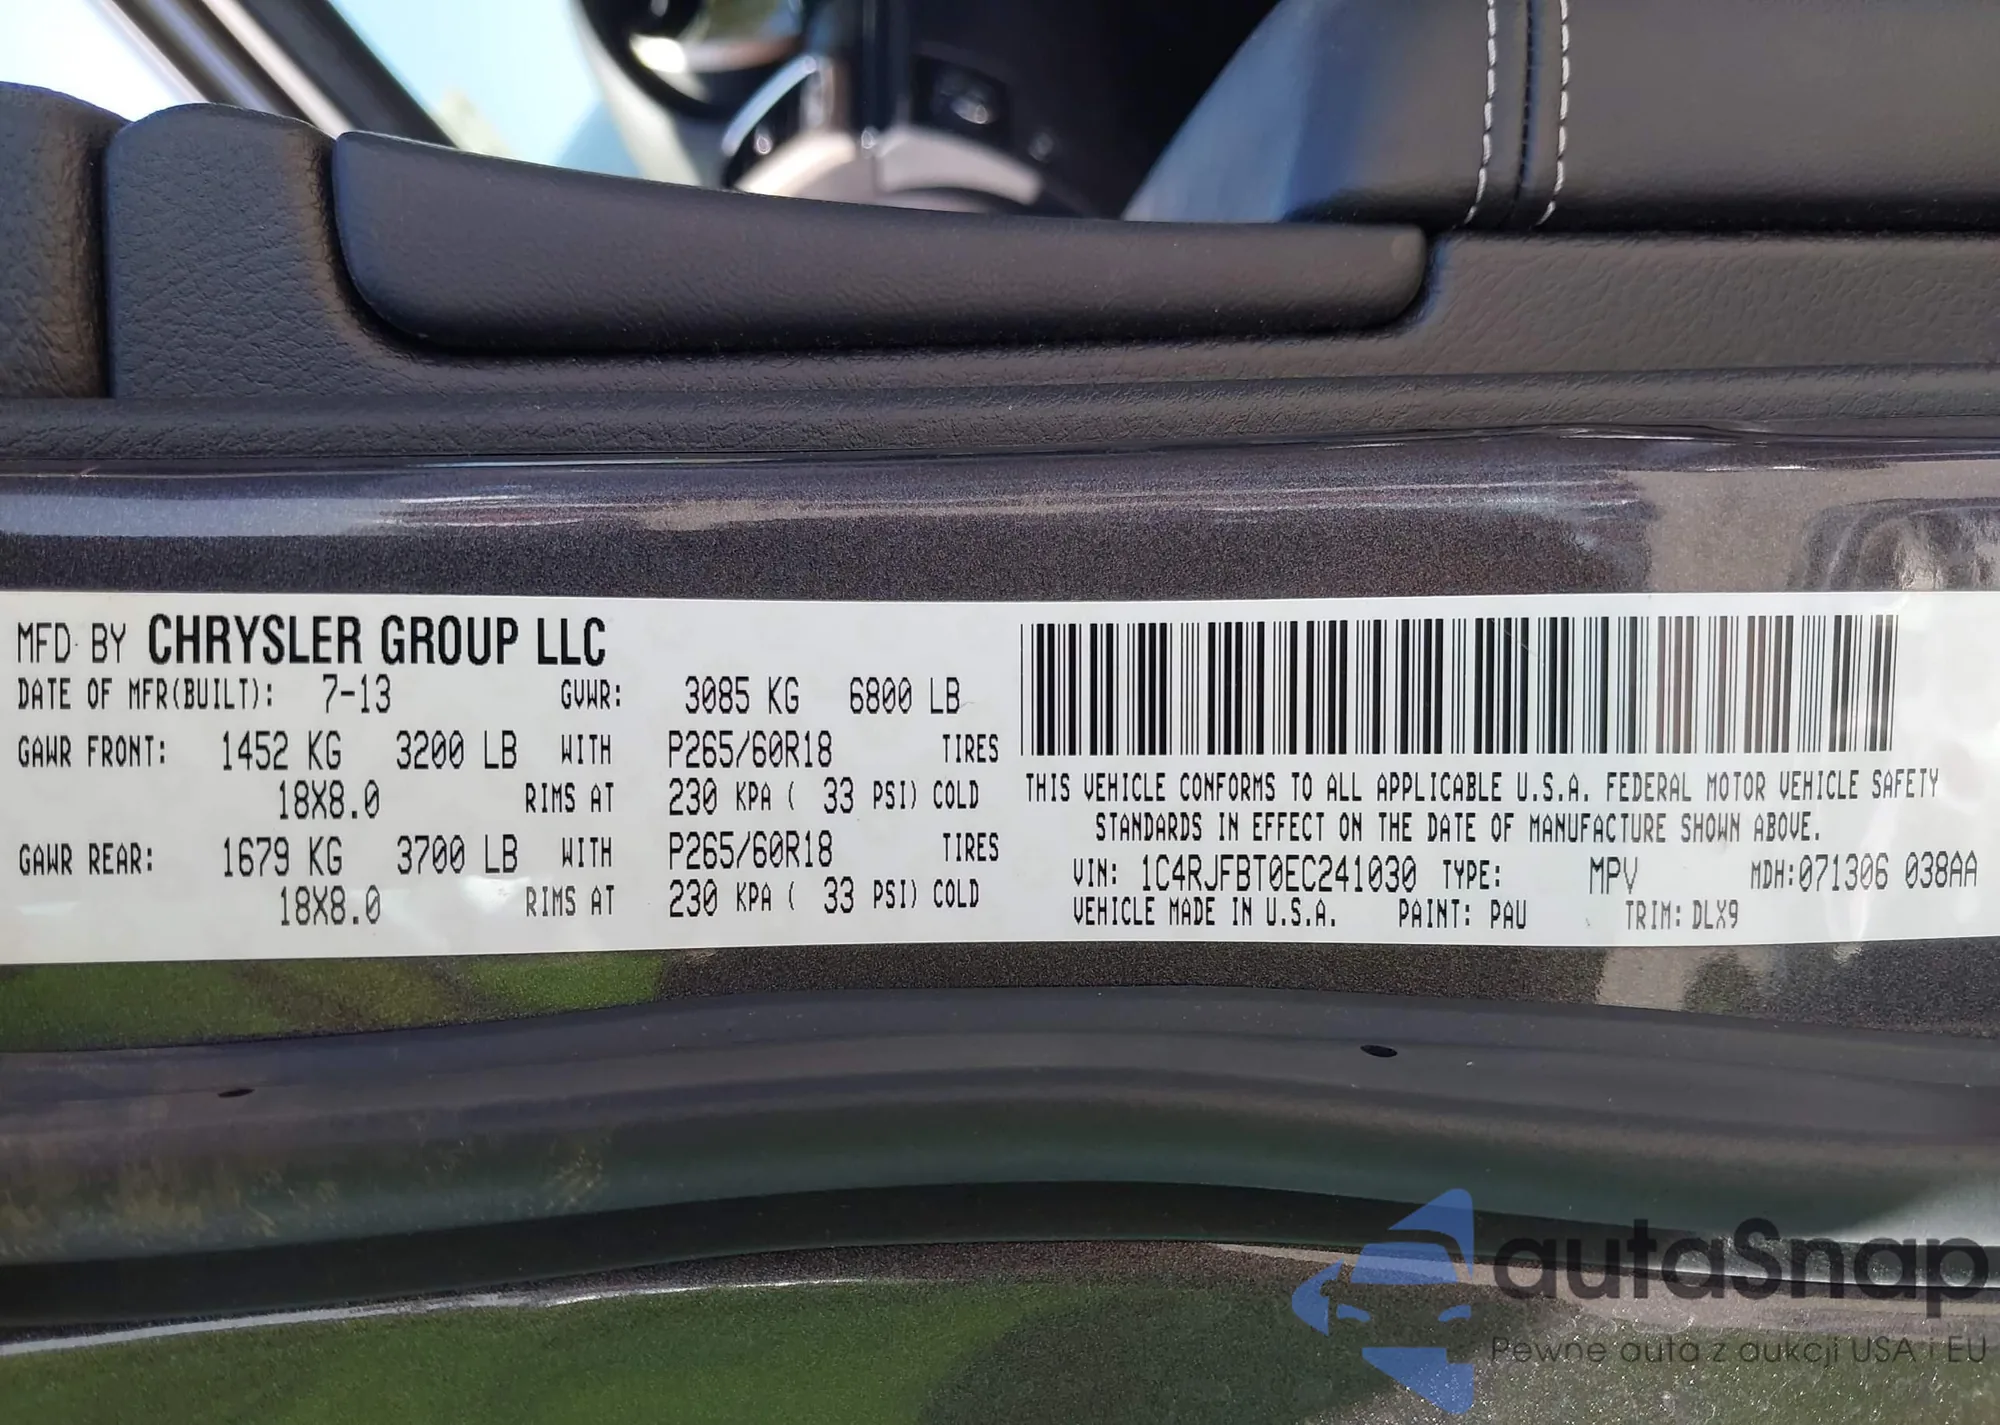 MFD BY CHRYSLER GROUP LLC
DATE OF MFR(BUILT): 7-13 GVWR: 3085 KG 6800 LB
GAWR FRONT: 1452 KG 3200 LB WITH P265/60R18 TIRES
18X8.0 RIMS AT 230 KPA ( 33 PSI) COLD
GAWR REAR: 1679 KG 3700 LB WITH P265/60R18 TIRES
18X8.0 RIMS AT 230 KPA ( 33 PSI) COLD
THIS VEHICLE CONFORMS TO ALL APPLICABLE U.S.A. FEDERAL MOTOR VEHICLE SAFETY
STANDARDS IN EFFECT ON THE DATE OF MANUFACTURE SHOWN ABOVE.
VIN: 1C4RJFBT0EC241030 TYPE: MPV MDH:071306 038AA
VEHICLE MADE IN U.S.A. PAINT: PAU TRIM: DLX9
autaSnap
Pewne auta z aukcji USA i EU